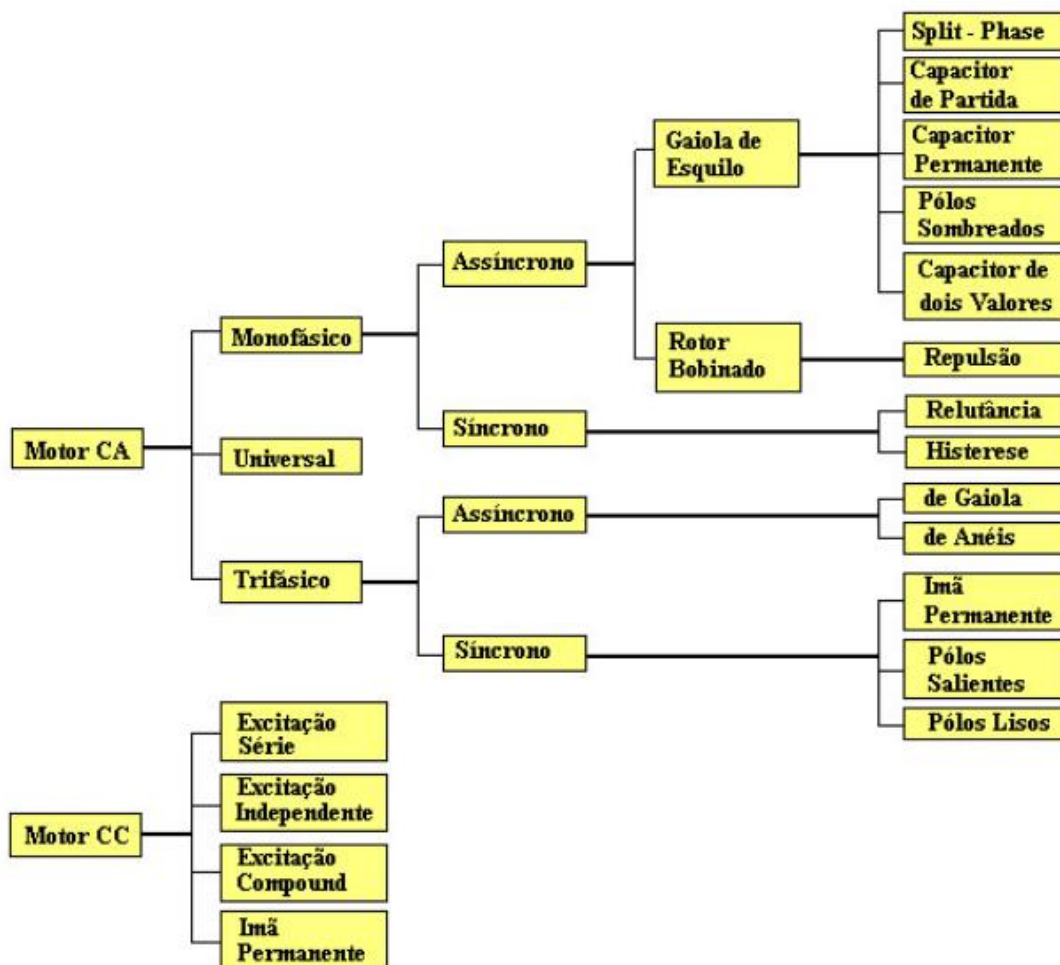 Split - Phase
Capacitor
de Partida
Gaiola de
Esquilo
Capacitor
Permanente
Pólos
Sombreados
Assíncrono
Capacitor de
dois Valores
Monofásico
Rotor
Bobinado
Repulsão
Síncrono
Relutância
Histerese
Motor CA
Universal
Assíncrono
de Gaiola
de Anéis
Trifásico
Imã
Permanente
Síncrono
Pólos
Salientes
Pólos Lisos
Excitação
Série
Excitação
Independente
Motor CC
Excitação
Compound
Imã
Permanente